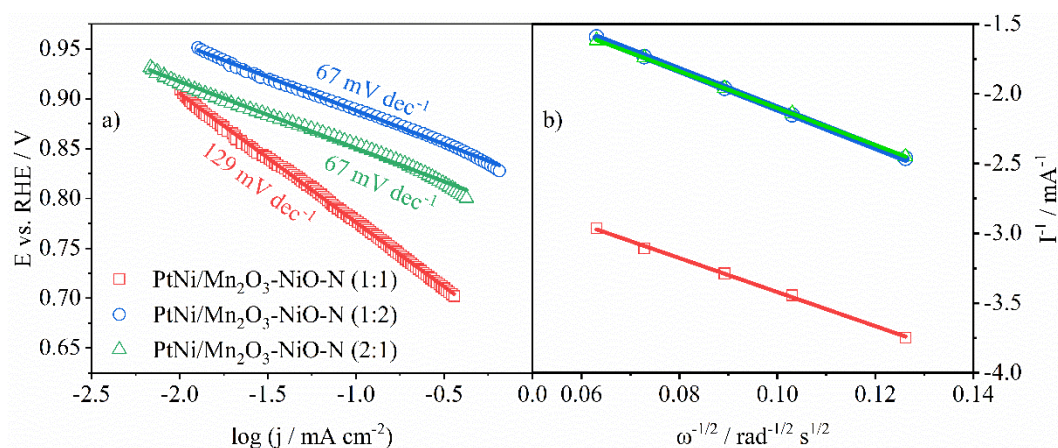 a)
E vs. RHE / V
0.95
0.90
0.85
0.80
0.75
0.70
0.65
67 mV dec⁻¹
67 mV dec⁻¹
129 mV dec⁻¹
PtNi/Mn₂O₃-NiO-N (1:1)
PtNi/Mn₂O₃-NiO-N (1:2)
PtNi/Mn₂O₃-NiO-N (2:1)
-2.5 -2.0 -1.5 -1.0 -0.5 0.0
log (j / mA cm⁻²)
b)
-1.5
-2.0
-2.5
-3.0
-3.5
-4.0
I⁻¹ / mA⁻¹
0.06 0.08 0.10 0.12 0.14
ω⁻¹/² / rad⁻¹/² s¹/²